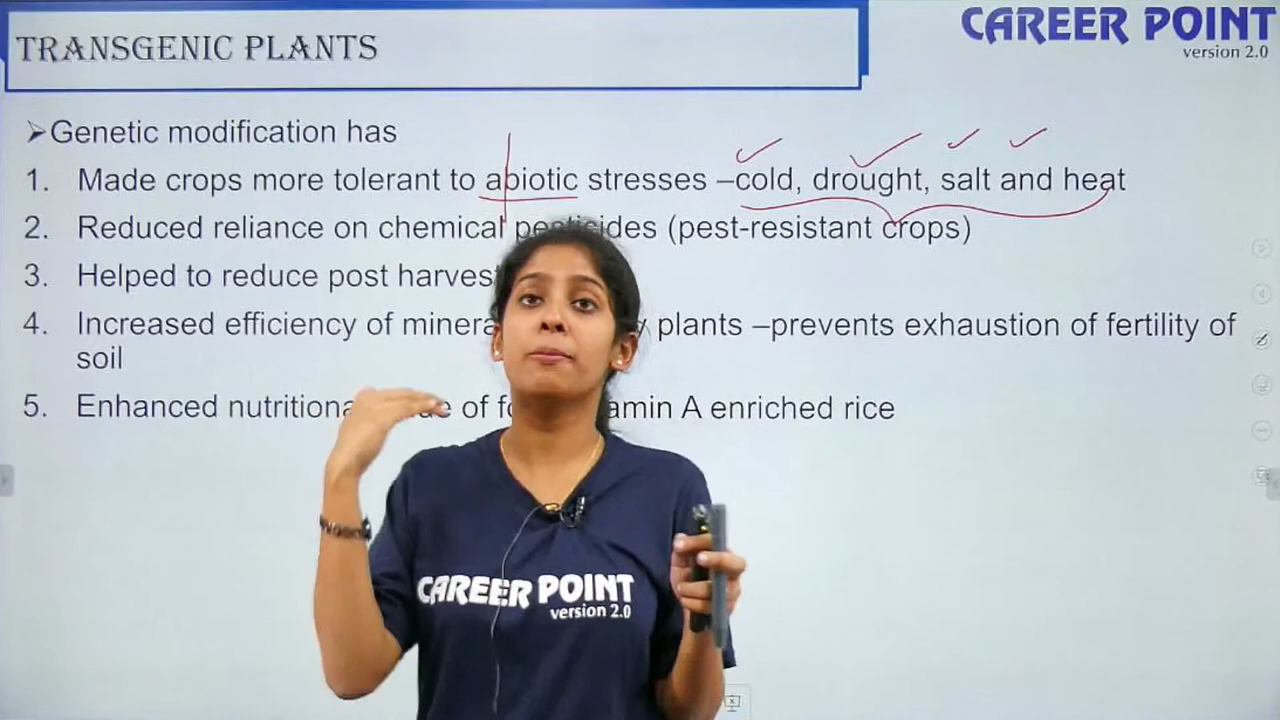 TRANSGENIC PLANTS
CAREER POINT
version 2.0
➤Genetic modification has
1. Made crops more tolerant to abiotic stresses –cold, drought, salt and heat
2. Reduced reliance on chemical pesticides (pest-resistant crops)
3. Helped to reduce post harvest
4. Increased efficiency of plants –prevents exhaustion of fertility of
soil
5. Enhanced of A enriched rice
CAREER POINT
version 2.0